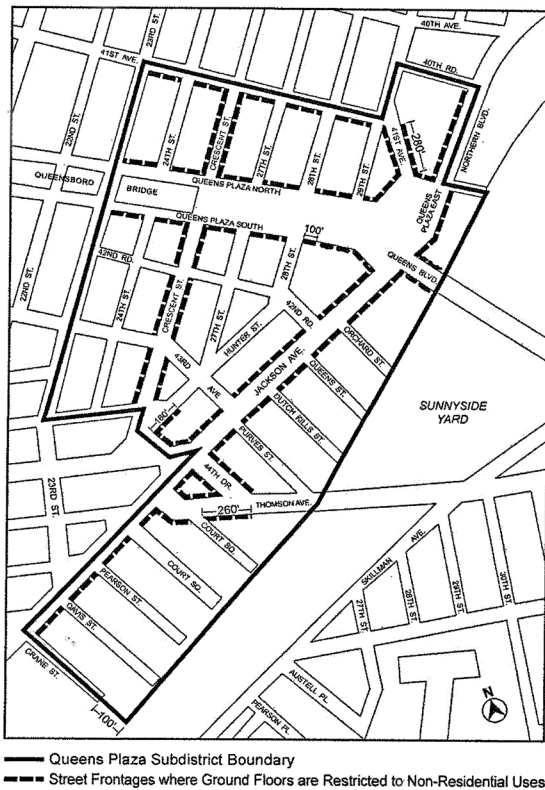 40TH AVE.
23RD ST.
41ST AVE.
40TH RD.
22ND ST.
24TH ST.
CRESCENT ST.
27TH ST.
28TH ST.
29TH ST.
41ST AVE.
280'
NORTHERN BLVD.
QUEENSBORO
BRIDGE
QUEENS PLAZA NORTH
QUEENS PLAZA EAST
QUEENS PLAZA SOUTH
100'
42ND RD.
QUEENS BLVD.
22ND ST.
24TH ST.
CRESCENT ST.
27TH ST.
28TH ST.
42ND RD.
HUNTER ST.
43RD
AVE
JACKSON AVE.
ORCHARD ST.
QUEENS ST.
DUTCH KILLS ST.
PURVES ST.
SUNNYSIDE
YARD
160'
44TH DR.
THOMSON AVE.
260'
23RD ST.
COURT SQ.
COURT SQ.
PEARSON ST.
DAVIS ST.
CRANE ST.
100'
SKILLMAN AVE
27TH ST.
28TH ST.
29TH ST.
30TH ST.
AUSTELL PL.
PEARSON PL.
N
Queens Plaza Subdistrict Boundary
Street Frontages where Ground Floors are Restricted to Non-Residential Uses